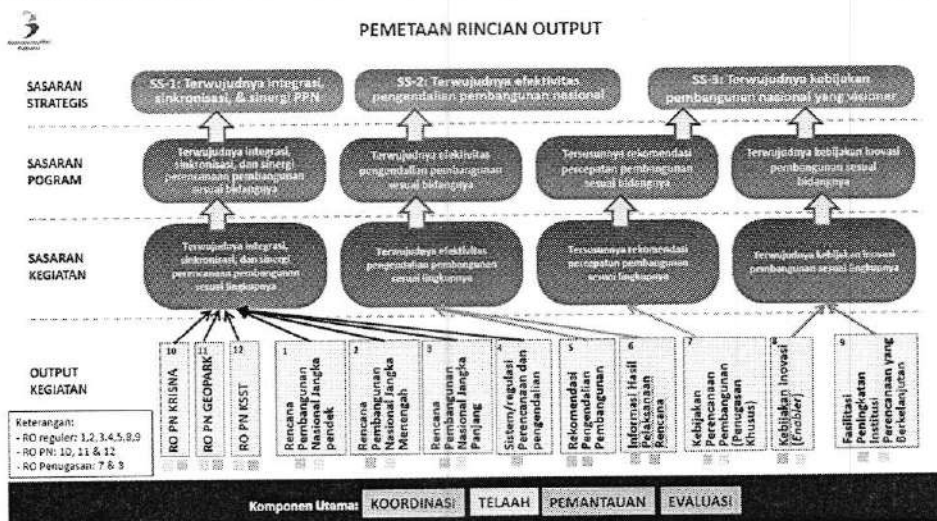 PEMETAAN RINCIAN OUTPUT
SASARAN
STRATEGIS
SS-1: Terwujudnya integrasi,
sinkronisasi, & sinergi PPN
SS-2: Terwujudnya efektivitas
pengendalian pembangunan nasional
SS-3: Terwujudnya kebijakan
pembangunan nasional yang visioner
SASARAN
POGRAM
Terwujudnya integrasi,
sinkronisasi, dan sinergi
perencanaan pembangunan
sesuai bidangnya
Terwujudnya efektivitas
pengendalian pembangunan
sesuai bidangnya
Tersusunnya rekomendasi
percepatan pembangunan
sesuai bidangnya
Terwujudnya kebijakan inovasi
pembangunan sesuai
bidangnya
SASARAN
KEGIATAN
Terwujudnya integrasi,
sinkronisasi, dan sinergi
perencanaan pembangunan
sesuai lingkupnya
Terwujudnya efektivitas
pengendalian pembangunan
sesuai lingkupnya
Tersusunnya rekomendasi
percepatan pembangunan
sesuai lingkupnya
Terwujudnya kebijakan inovasi
pembangunan sesuai lingkupnya
OUTPUT
KEGIATAN
10
RO PN KRISNA
11
RO PN GEOPARK
12
RO PN KSST
1
Rencana
Pembangunan
Nasional Jangka
pendek
2
Rencana
Pembangunan
Nasional Jangka
Menengah
3
Rencana
Pembangunan
Nasional Jangka
Panjang
4
Sistem/regulasi
Perencanaan dan
pengendalian
5
Rekomendasi
Pengendalian
Pembangunan
6
Informasi Hasil
Pelaksanaan
Rencana
7
Kebijakan
Perencanaan
Pembangunan
(Penugasan
Khusus)
8
Kebijakan Inovasi
(Enabler)
9
Fasilitasi
Peningkatan
Institusi
Perencanaan yang
Berkelanjutan
Keterangan:
- RO reguler: 1,2,3,4,5,8,9
- RO PN: 10, 11 & 12
- RO Penugasan: 7 & 8
Komponen Utama: KOORDINASI TELAAH PEMANTAUAN EVALUASI